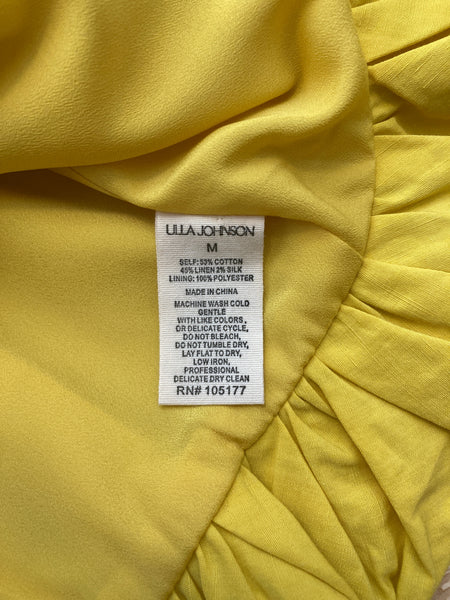 ULLA JOHNSON
M
SELF: 53% COTTON
45% LINEN 2% SILK
LINING: 100% POLYESTER
MADE IN CHINA
MACHINE WASH COLD
GENTLE
WITH LIKE COLORS,
OR DELICATE CYCLE,
DO NOT BLEACH,
DO NOT TUMBLE DRY,
LAY FLAT TO DRY,
LOW IRON,
PROFESSIONAL
DELICATE DRY CLEAN
RN# 105177